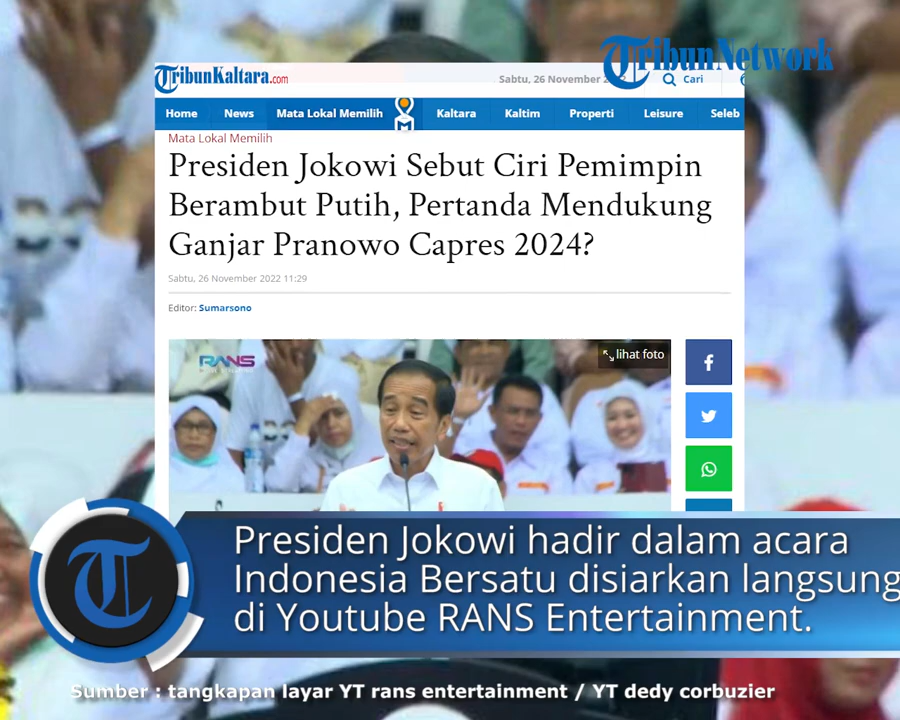 TribunNetwork
TribunKaltara.com
Sabtu, 26 November
Cari
Home News Mata Lokal Memilih Kaltara Kaltim Properti Leisure Seleb
Mata Lokal Memilih
Presiden Jokowi Sebut Ciri Pemimpin
Berambut Putih, Pertanda Mendukung
Ganjar Pranowo Capres 2024?
Sabtu, 26 November 2022 11:29
Editor: Sumarsono
RANS
lihat foto
Presiden Jokowi hadir dalam acara
Indonesia Bersatu disiarkan langsung
di Youtube RANS Entertainment.
Sumber : tangkapan layar YT rans entertainment / YT dedy corbuzier